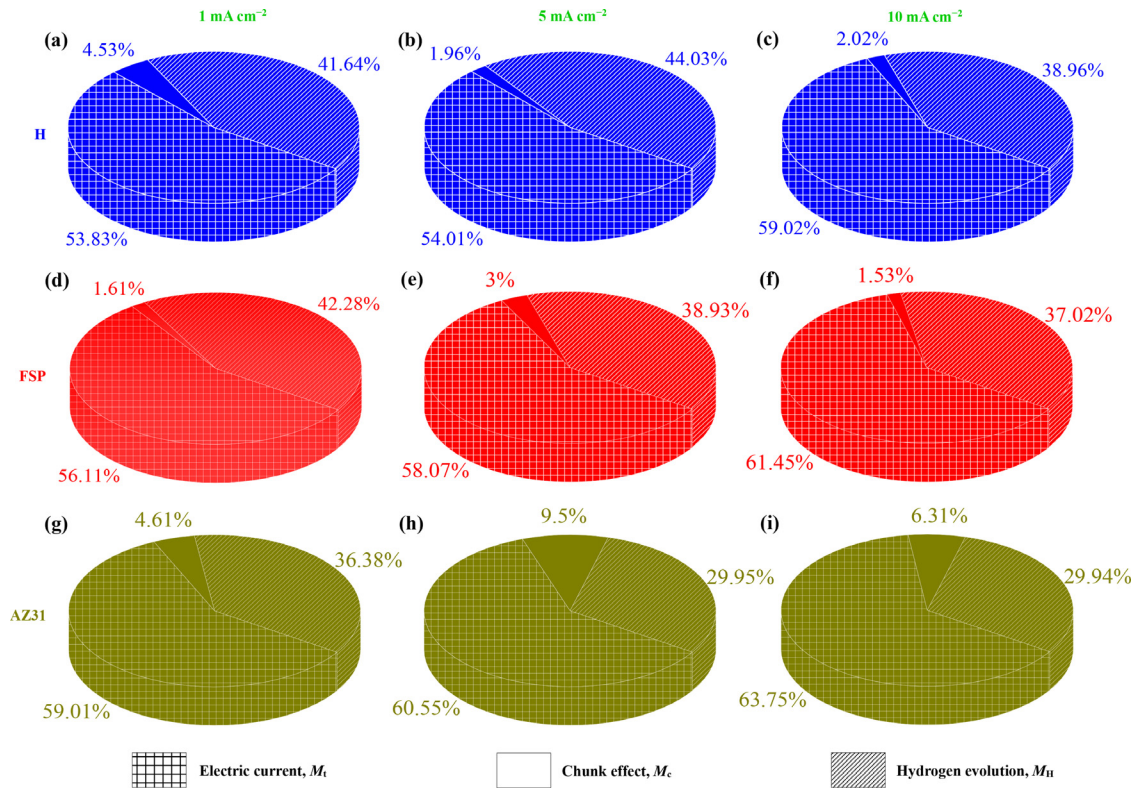 1 mA cm⁻² 5 mA cm⁻² 10 mA cm⁻²
(a) (b) (c)
4.53% 41.64% 1.96% 44.03% 2.02% 38.96%
H
53.83% 54.01% 59.02%
(d) (e) (f)
1.61% 42.28% 3% 38.93% 1.53% 37.02%
FSP
56.11% 58.07% 61.45%
(g) (h) (i)
4.61% 36.38% 9.5% 29.95% 6.31% 29.94%
AZ31
59.01% 60.55% 63.75%
Electric current, Mt Chunk effect, Mc Hydrogen evolution, MH